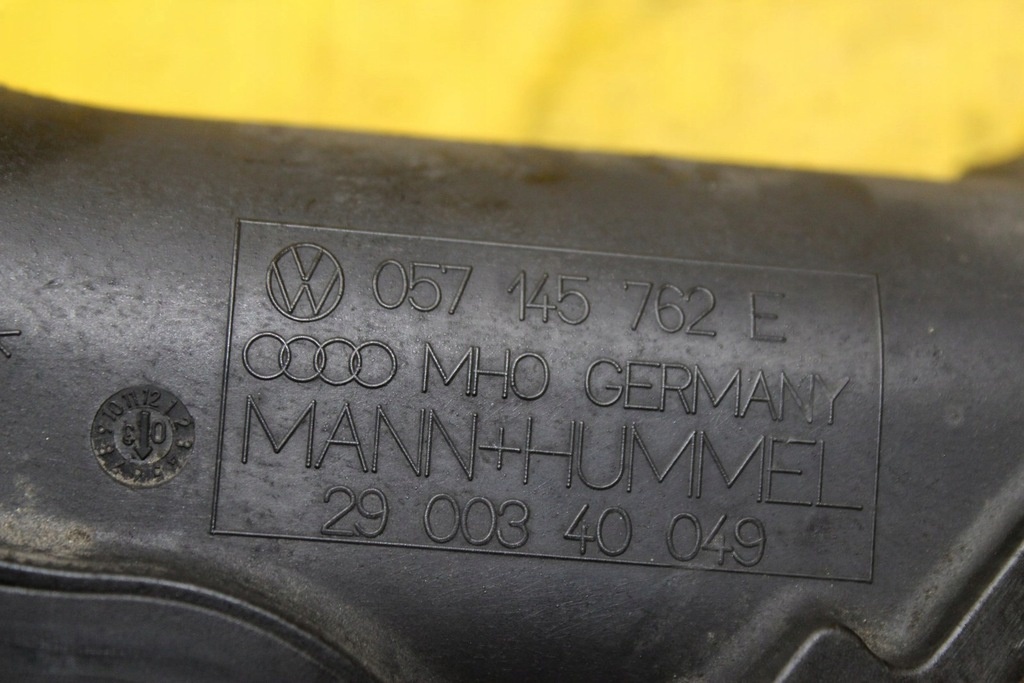 057 145 762 E
MHO GERMANY
MANN+HUMMEL
29 003 40 049